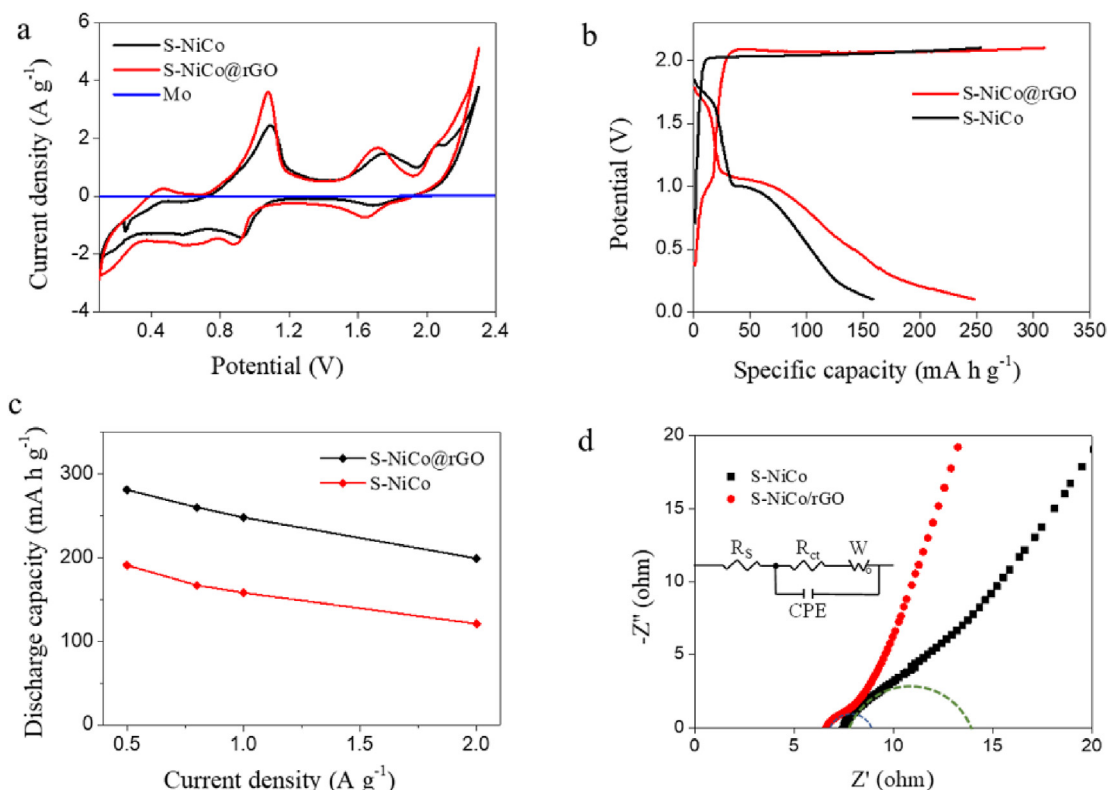 a
S-NiCo
S-NiCo@rGO
Mo
6
4
2
0
-2
-4
0.4
0.8
1.2
1.6
2.0
2.4
Current density (A g⁻¹)
Potential (V)
b
S-NiCo@rGO
S-NiCo
2.0
1.5
1.0
0.5
0.0
0
50
100
150
200
250
300
350
Potential (V)
Specific capacity (mA h g⁻¹)
c
S-NiCo@rGO
S-NiCo
300
200
100
0
0.5
1.0
1.5
2.0
Discharge capacity (mA h g⁻¹)
Current density (A g⁻¹)
d
S-NiCo
S-NiCo/rGO
R_S
R_ct
W_o
CPE
20
15
10
5
0
0
5
10
15
20
-Z" (ohm)
Z' (ohm)